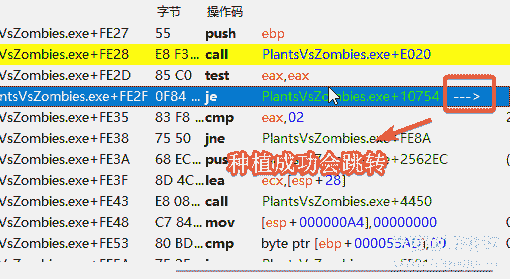 字节 操作码
VsZombies.exe+FE27 55 push ebp
VsZombies.exe+FE28 E8 F3... call PlantsVsZombies.exe+E020
VsZombies.exe+FE2D 85 C0 test eax,eax
ntsVsZombies.exe+FE2F 0F84 ... je PlantsVsZombies.exe+10754 --->
VsZombies.exe+FE35 83 F8 ... cmp eax,02
VsZombies.exe+FE38 75 50 jne PlantsVsZombies.exe+FE8A
VsZombies.exe+FE3A 68 EC... PlantsVsZombies.exe+2562EC
种植成功会跳转
VsZombies.exe+FE3F 8D 4C... lea ecx,[esp+28]
VsZombies.exe+FE43 E8 08... call PlantsVsZombies.exe+4450
VsZombies.exe+FE48 C7 84 ... mov [esp+000000A4],00000000
VsZombies.exe+FE53 80 BD... cmp byte ptr